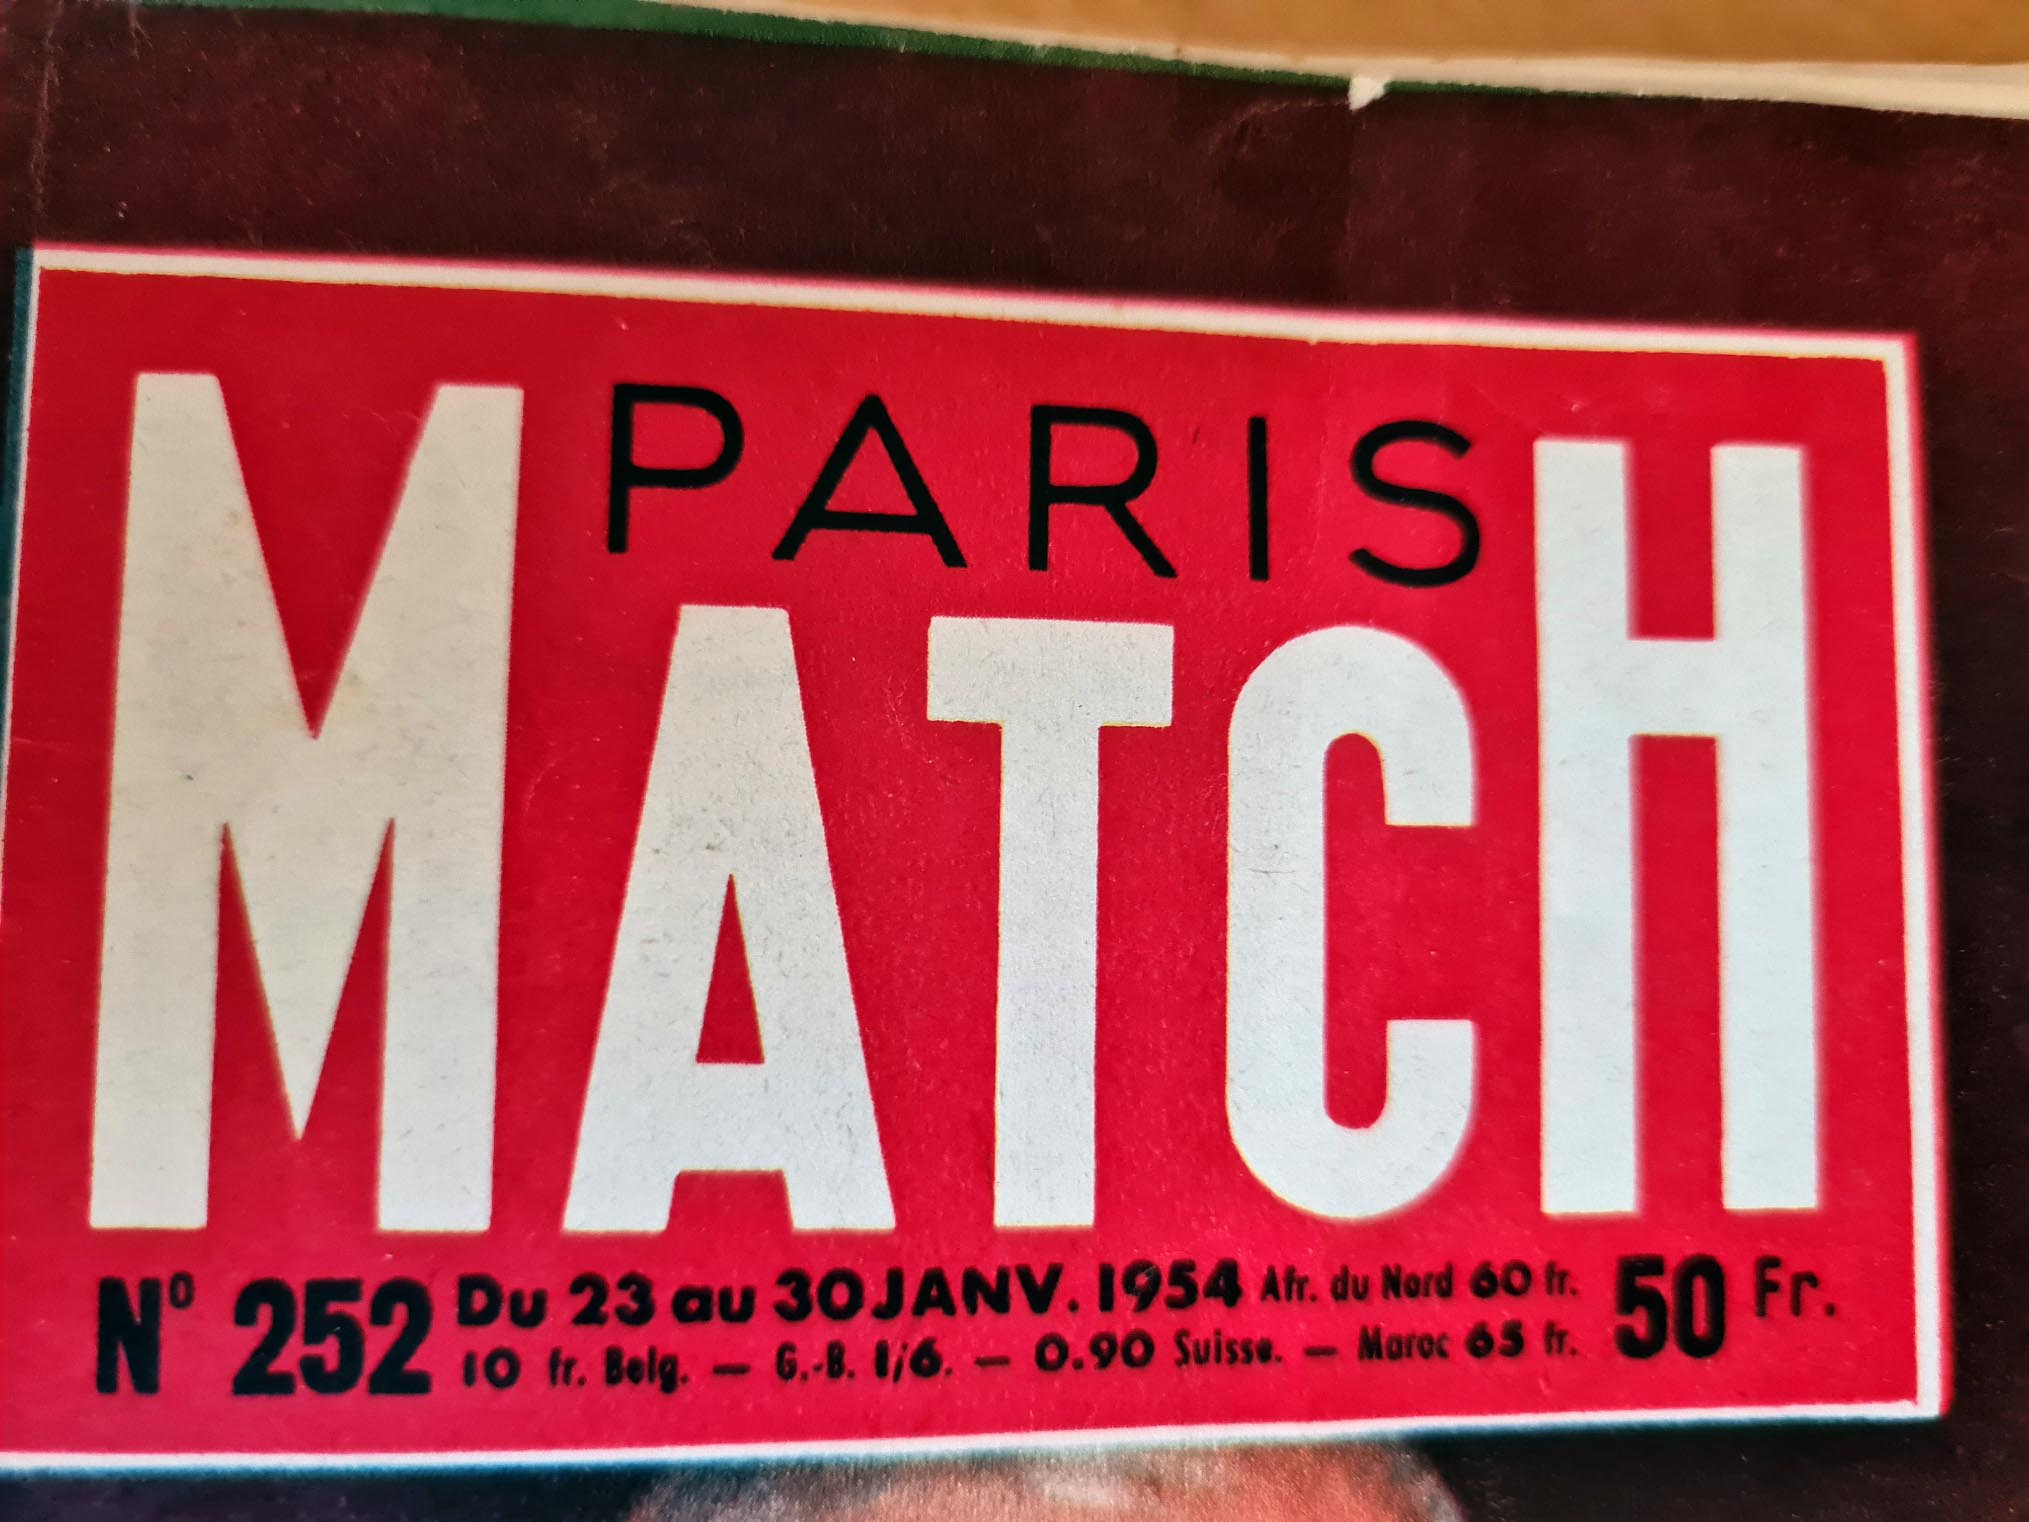 PARIS
MATCH
Nº 252 Du 23 au 30 JANV. 1954 Afr. du Nord 60 fr. 50 Fr.
10 fr. Belg. — G.-B. 1/6. — 0.90 Suisse. — Maroc 65 fr.